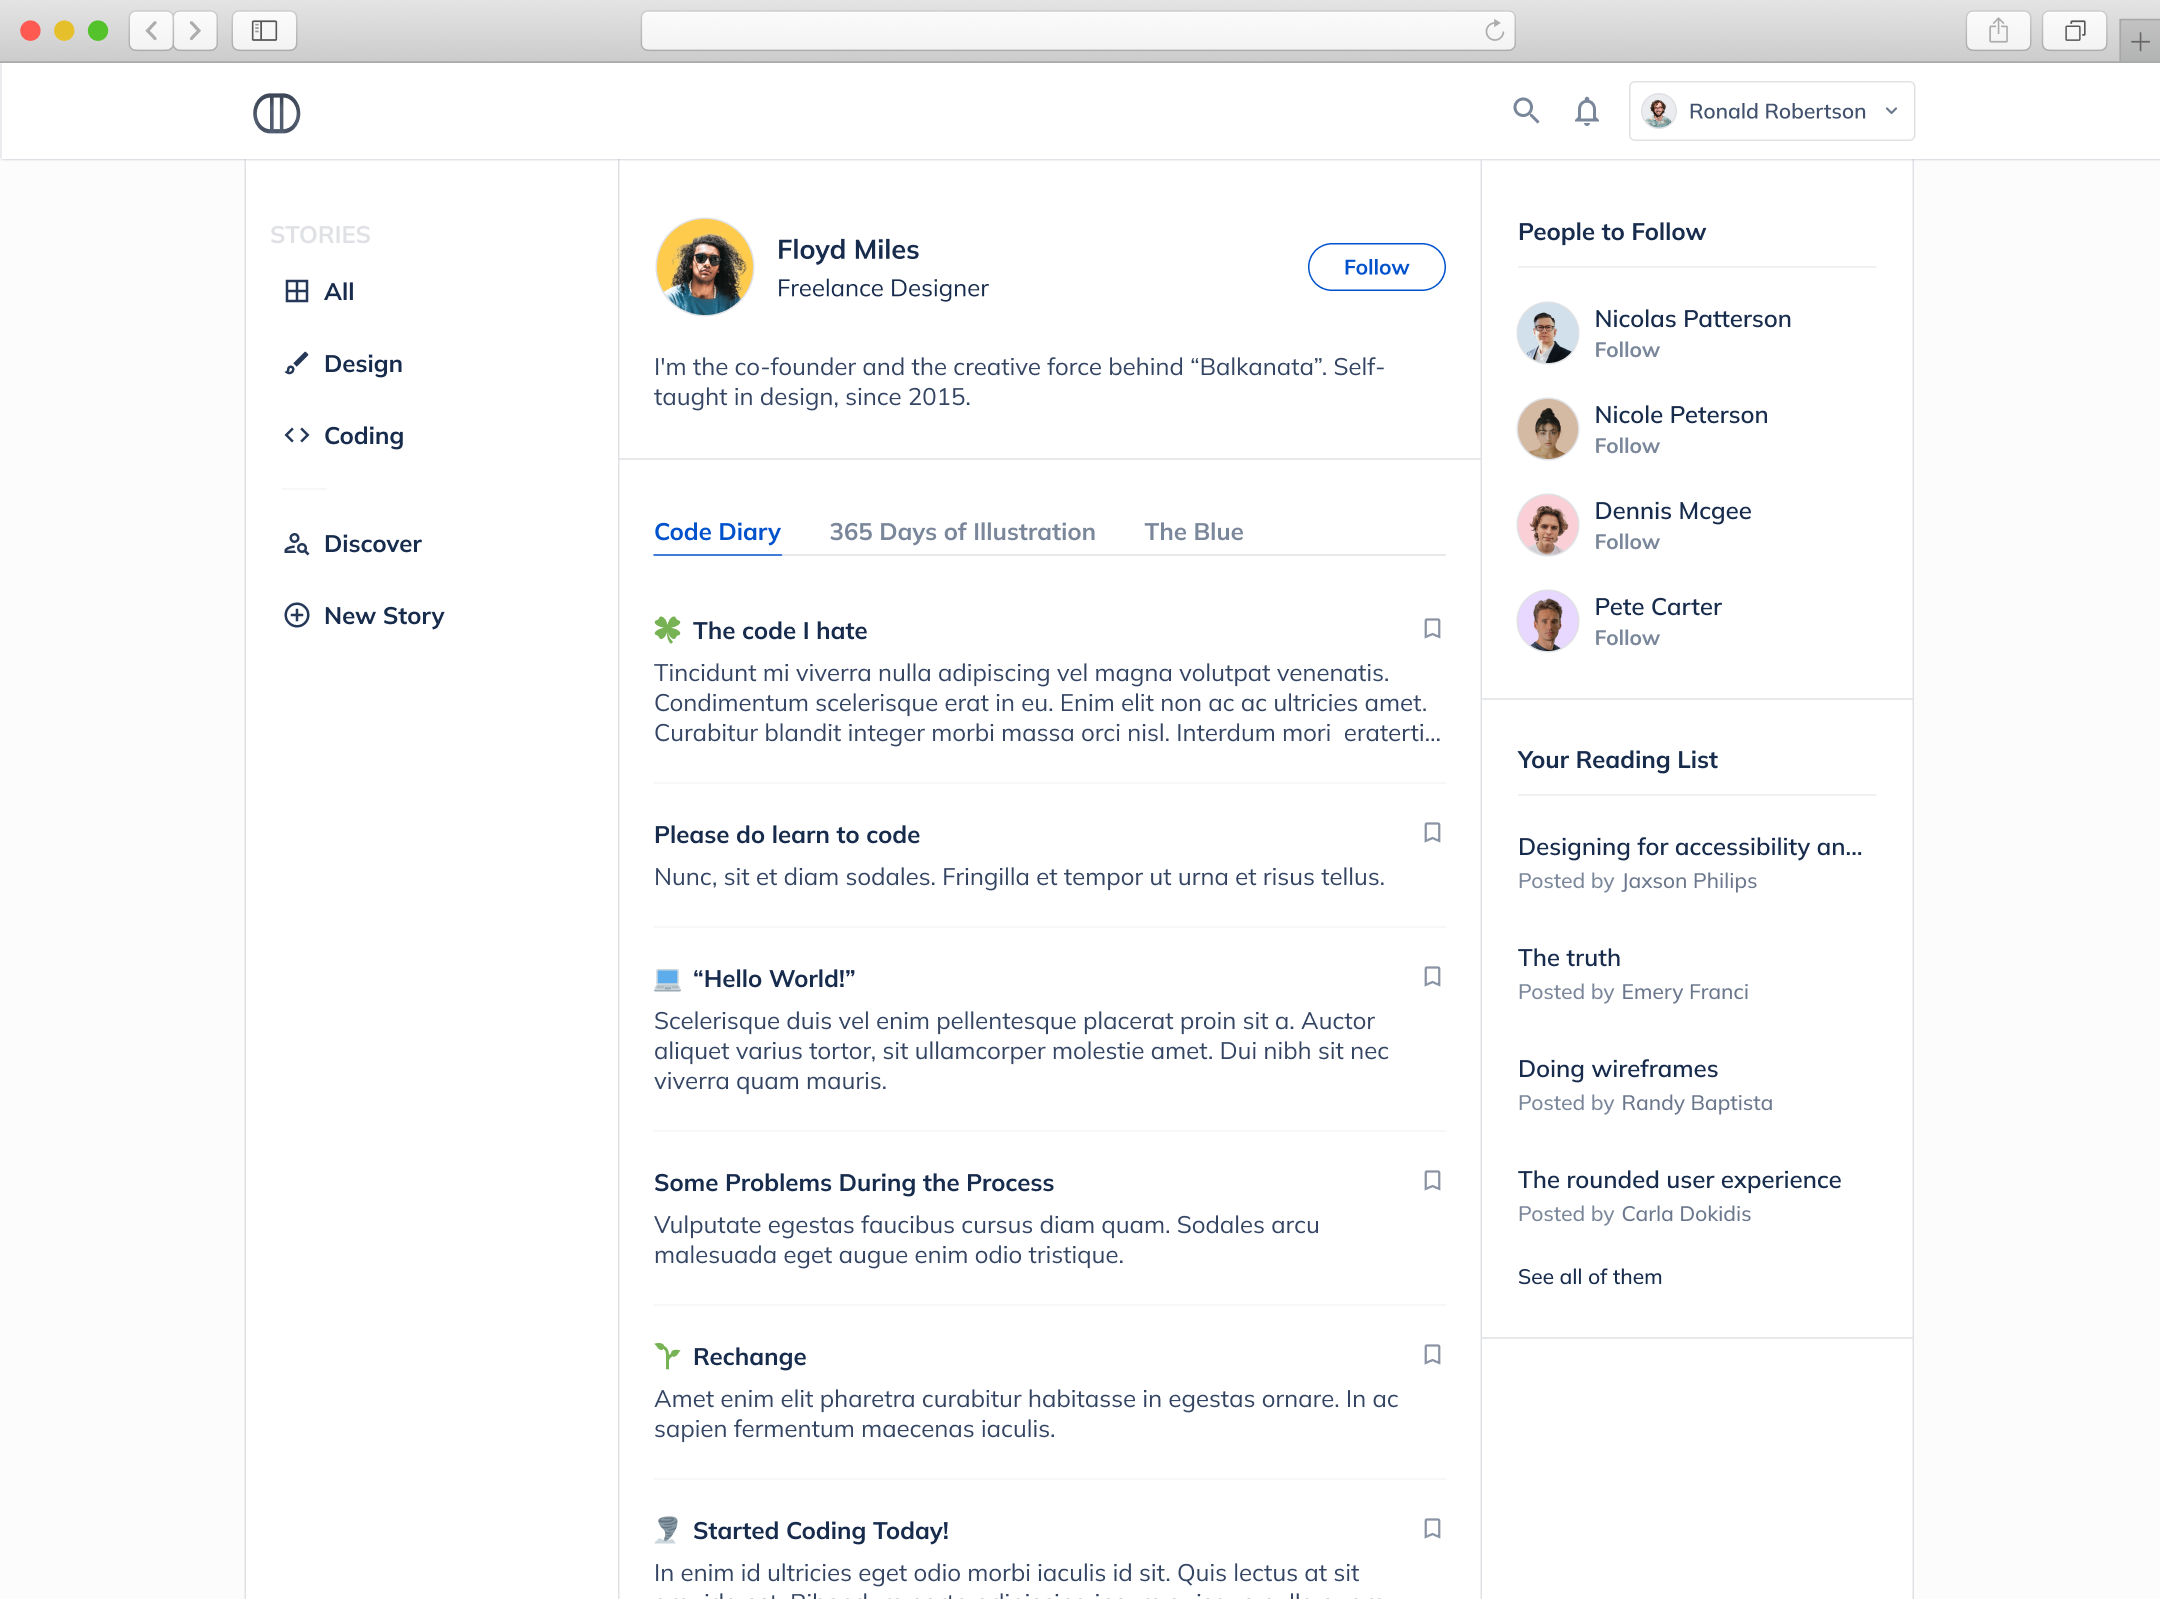 Ronald Robertson
STORIES
All
Design
Coding
Discover
New Story
Floyd Miles
Freelance Designer
Follow
I'm the co-founder and the creative force behind “Balkanata”. Self-
taught in design, since 2015.
Code Diary
365 Days of Illustration
The Blue
The code I hate
Tincidunt mi viverra nulla adipiscing vel magna volutpat venenatis.
Condimentum scelerisque erat in eu. Enim elit non ac ac ultricies amet.
Curabitur blandit integer morbi massa orci nisl. Interdum mori eraterti...
Please do learn to code
Nunc, sit et diam sodales. Fringilla et tempor ut urna et risus tellus.
“Hello World!”
Scelerisque duis vel enim pellentesque placerat proin sit a. Auctor
aliquet varius tortor, sit ullamcorper molestie amet. Dui nibh sit nec
viverra quam mauris.
Some Problems During the Process
Vulputate egestas faucibus cursus diam quam. Sodales arcu
malesuada eget augue enim odio tristique.
Rechange
Amet enim elit pharetra curabitur habitasse in egestas ornare. In ac
sapien fermentum maecenas iaculis.
Started Coding Today!
In enim id ultricies eget odio morbi iaculis id sit. Quis lectus at sit
People to Follow
Nicolas Patterson
Follow
Nicole Peterson
Follow
Dennis Mcgee
Follow
Pete Carter
Follow
Your Reading List
Designing for accessibility an...
Posted by Jaxson Philips
The truth
Posted by Emery Franci
Doing wireframes
Posted by Randy Baptista
The rounded user experience
Posted by Carla Dokidis
See all of them